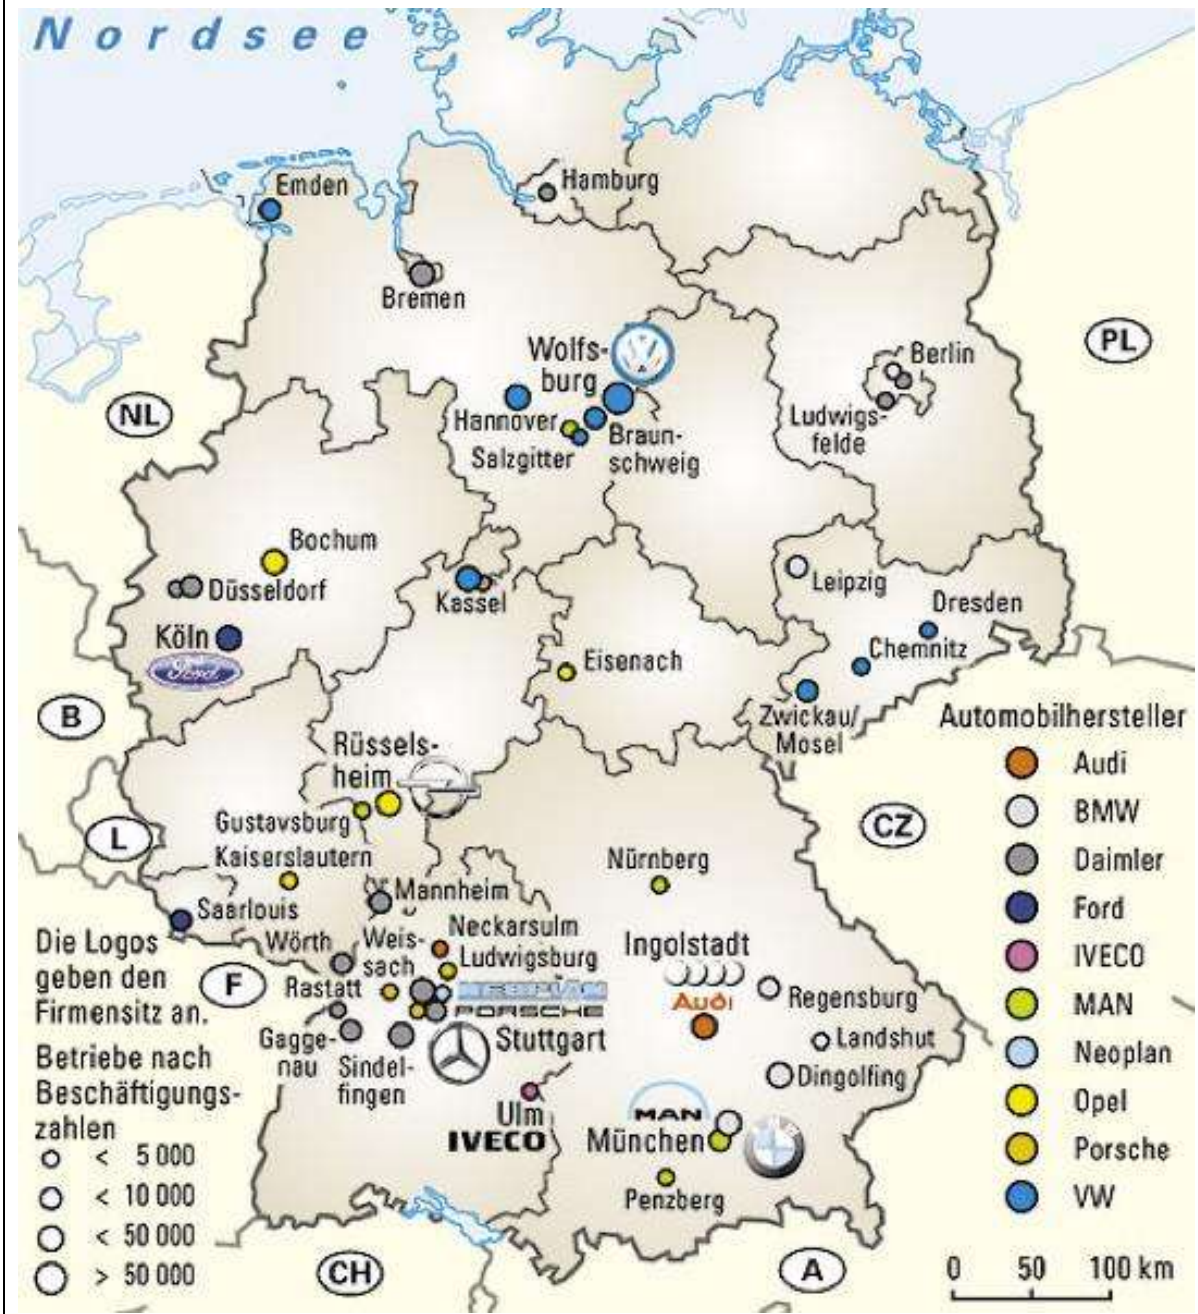 Nordsee
Emden
Hamburg
Bremen
Wolfs-
burg
PL
Berlin
NL
Hannover
Ludwigs-
felde
Braun-
schweig
Salzgitter
Bochum
Düsseldorf
Kassel
Leipzig
Dresden
Köln
Ford
Eisenach
Chemnitz
B
Zwickau/
Mosel
Automobilhersteller
Audi
BMW
Daimler
Ford
IVECO
MAN
Neoplan
Opel
Porsche
VW
Rüssels-
heim
Gustavsburg
L
CZ
Kaiserslautern
Nürnberg
Mannheim
Saarlouis
Neckarsulm
Wörth
Weis-
sach
Ludwigsburg
Ingolstadt
Audi
F
Rastatt
PORSCHE
Regensburg
Gagge-
nau
Sindel-
fingen
Stuttgart
Landshut
Dingolfing
Ulm
IVECO
MAN
München
Penzberg
Die Logos
geben den
Firmensitz an.
Betriebe nach
Beschäftigungs-
zahlen
< 5 000
< 10 000
< 50 000
> 50 000
CH
A
0 50 100 km